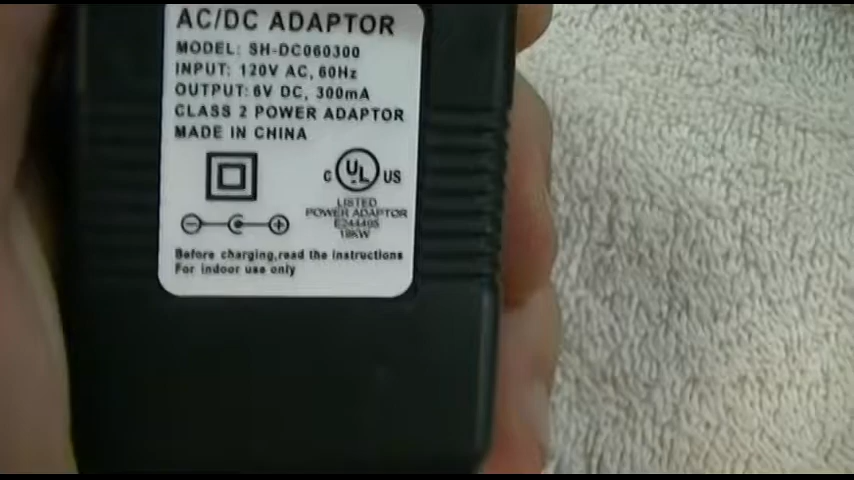 AC/DC ADAPTOR
MODEL: SH-DC060300
INPUT: 120V AC, 60Hz
OUTPUT: 6V DC, 300mA
CLASS 2 POWER ADAPTOR
MADE IN CHINA
C UL US
LISTED
POWER ADAPTOR
Before charging,read the instructions
For indoor use only